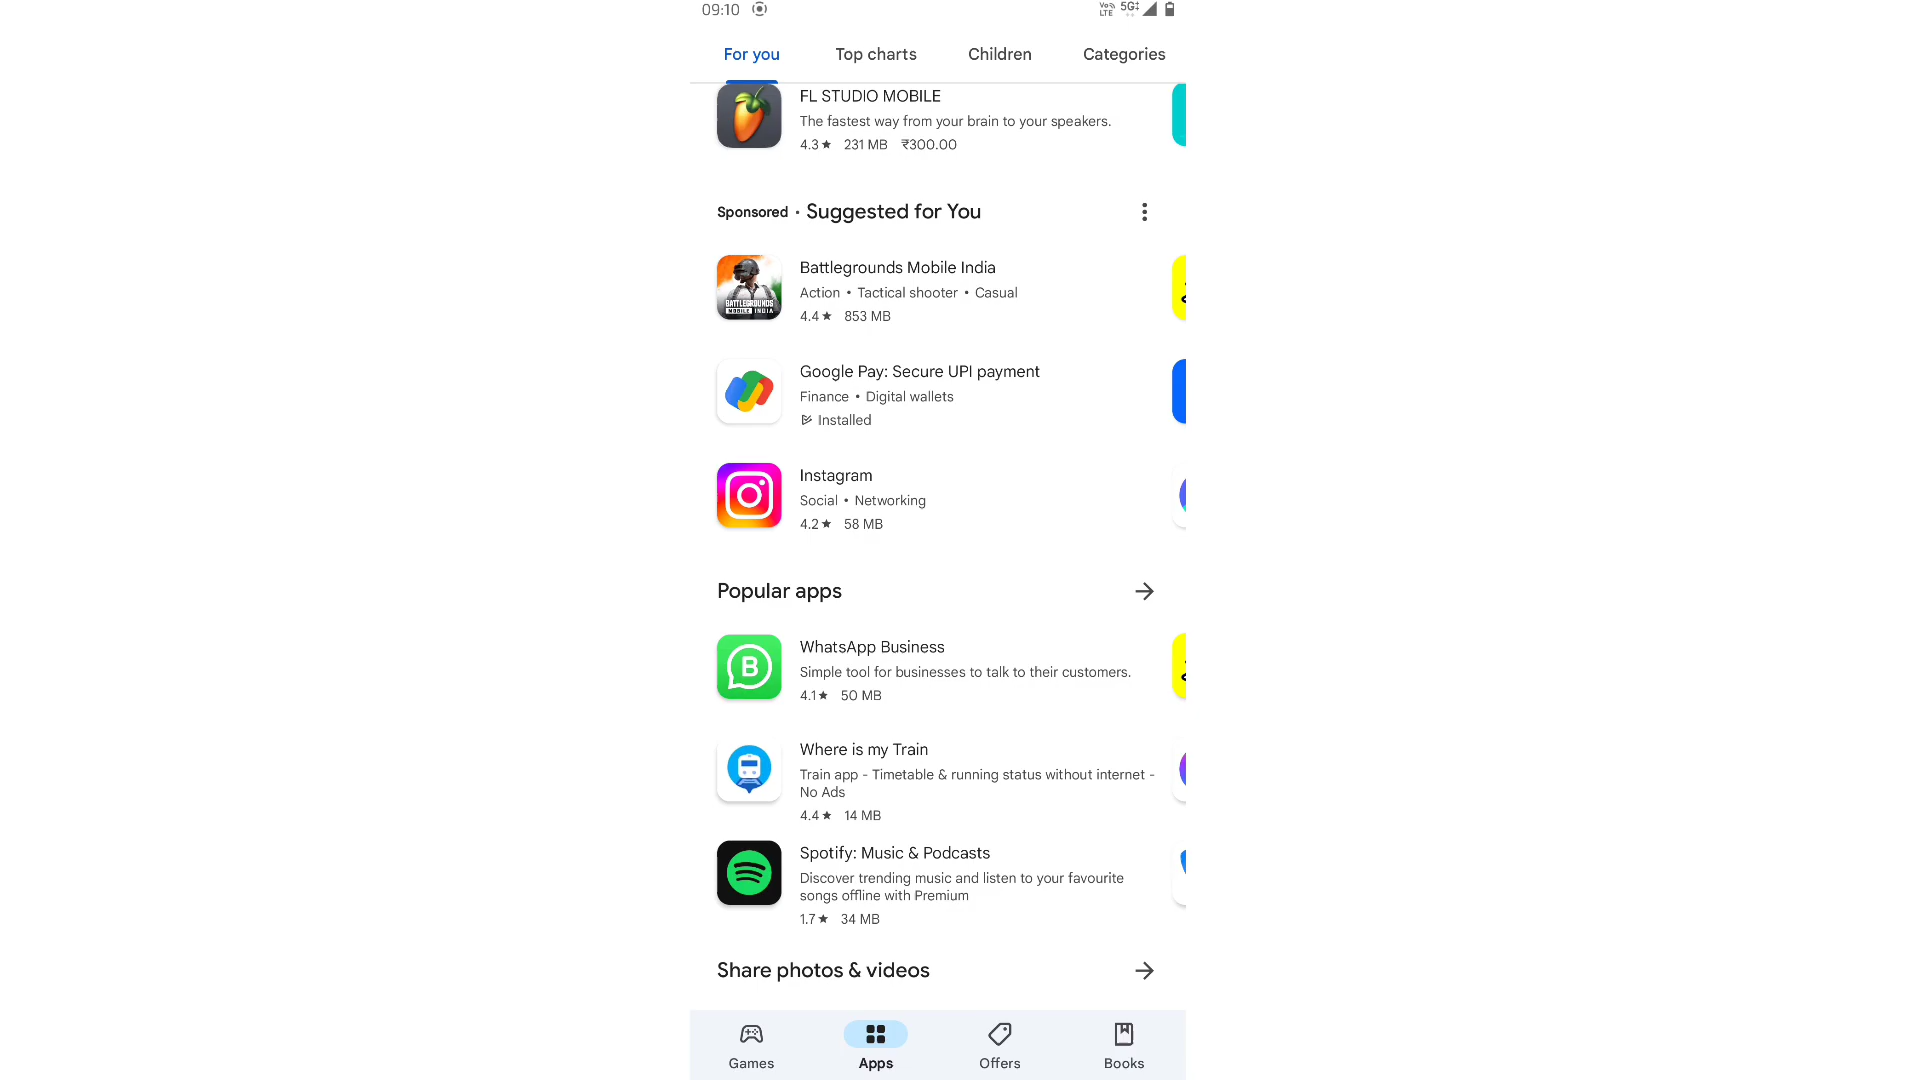 09:10
Vo LTE 5G
For you Top charts Children Categories
FL STUDIO MOBILE
The fastest way from your brain to your speakers.
4.3★ 231 MB ₹300.00
Sponsored • Suggested for You
BATTLEGROUNDS
MOBILE INDIA
Battlegrounds Mobile India
Action • Tactical shooter • Casual
4.4★ 853 MB
Google Pay: Secure UPI payment
Finance • Digital wallets
Installed
Instagram
Social • Networking
4.2★ 58 MB
Popular apps
B
WhatsApp Business
Simple tool for businesses to talk to their customers.
4.1★ 50 MB
Where is my Train
Train app - Timetable & running status without internet -
No Ads
4.4★ 14 MB
Spotify: Music & Podcasts
Discover trending music and listen to your favourite
songs offline with Premium
1.7★ 34 MB
Share photos & videos
Games Apps Offers Books